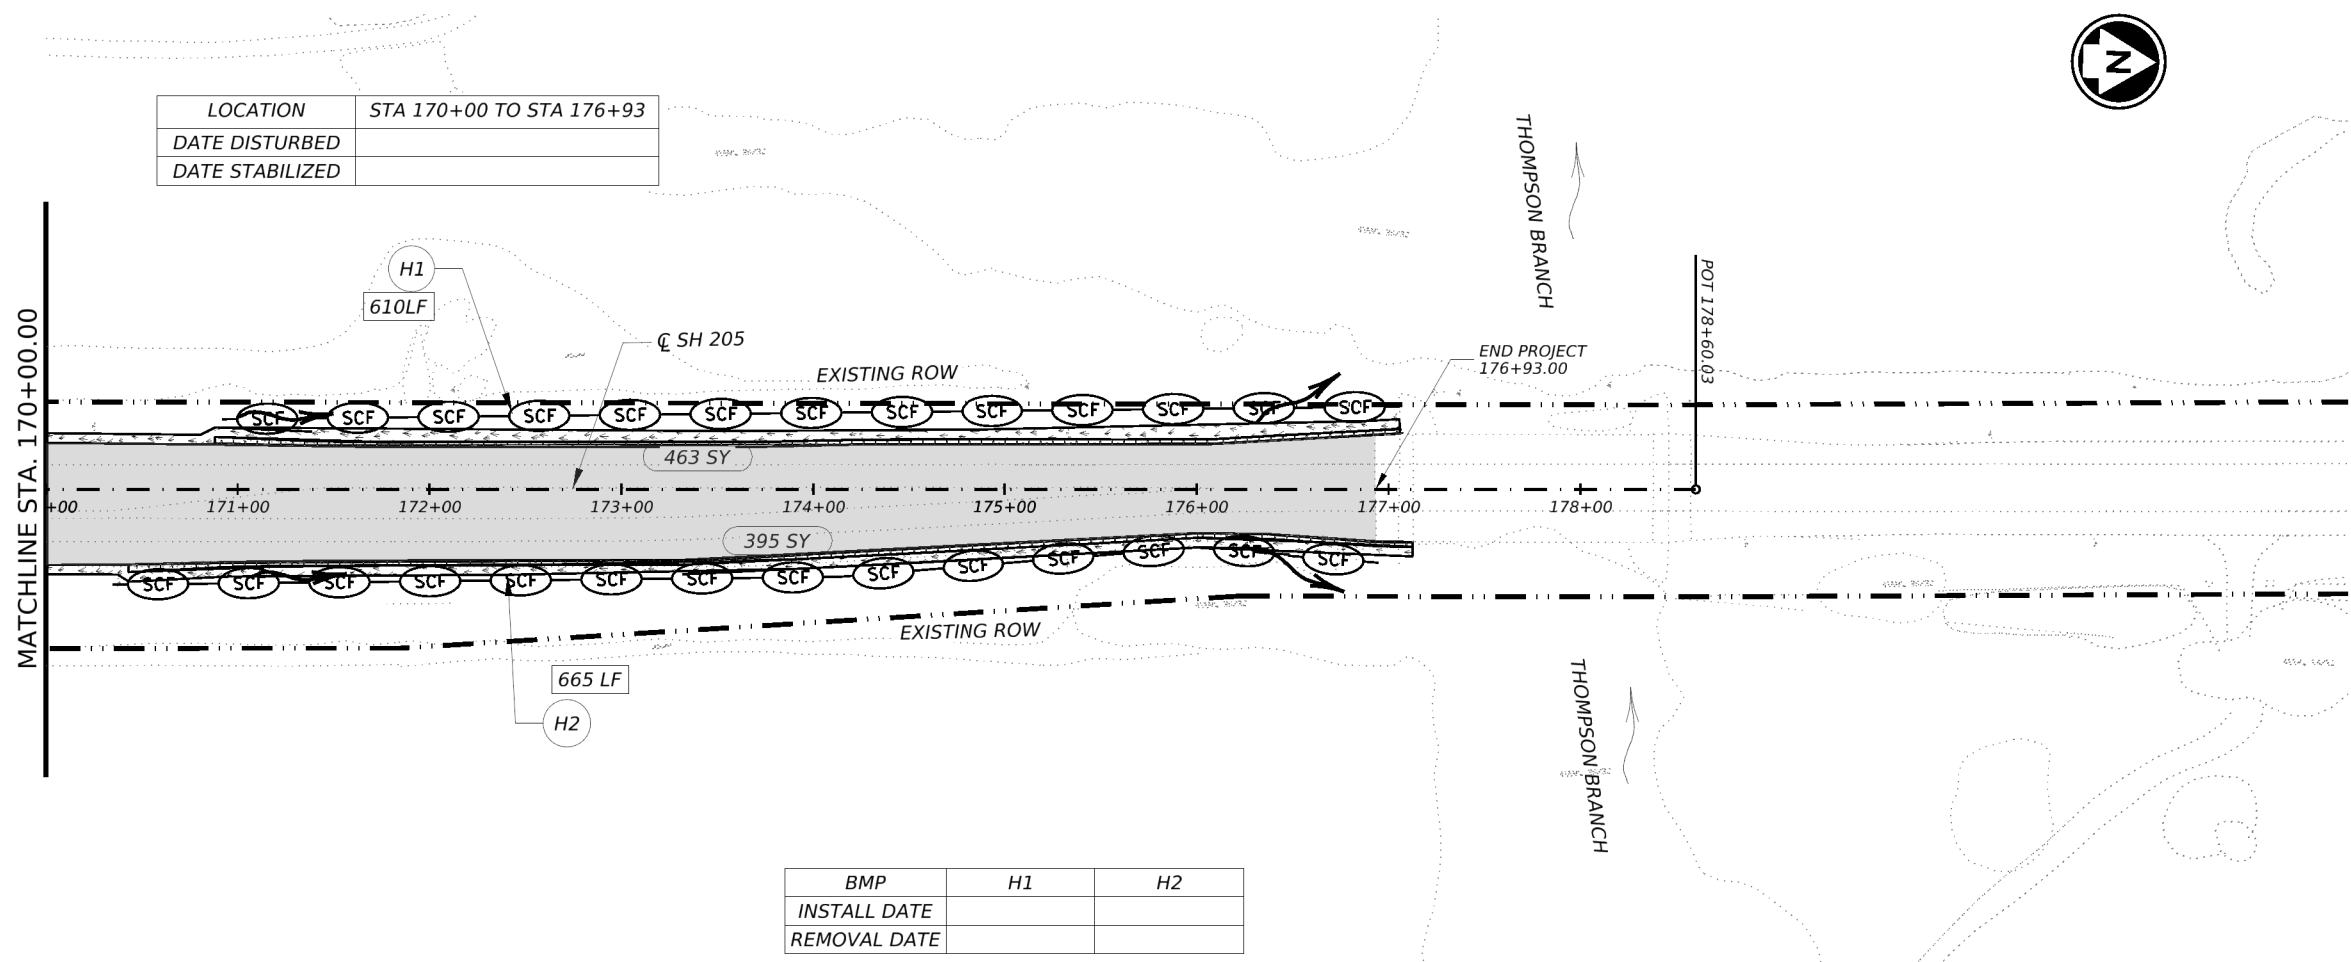 N
LOCATION STA 170+00 TO STA 176+93
DATE DISTURBED
DATE STABILIZED
THOMPSON BRANCH
POT 178+60.03
H1
610LF
℄ SH 205
END PROJECT
176+93.00
EXISTING ROW
MATCHLINE STA. 170+00.00
SCF SCF SCF SCF SCF SCF SCF SCF SCF SCF SCF SCF SCF
463 SY
+00 171+00 172+00 173+00 174+00 175+00 176+00 177+00 178+00
395 SY
SCF SCF SCF SCF SCF SCF SCF SCF SCF SCF SCF SCF SCF SCF
EXISTING ROW
665 LF
H2
THOMPSON BRANCH
BMP H1 H2
INSTALL DATE
REMOVAL DATE